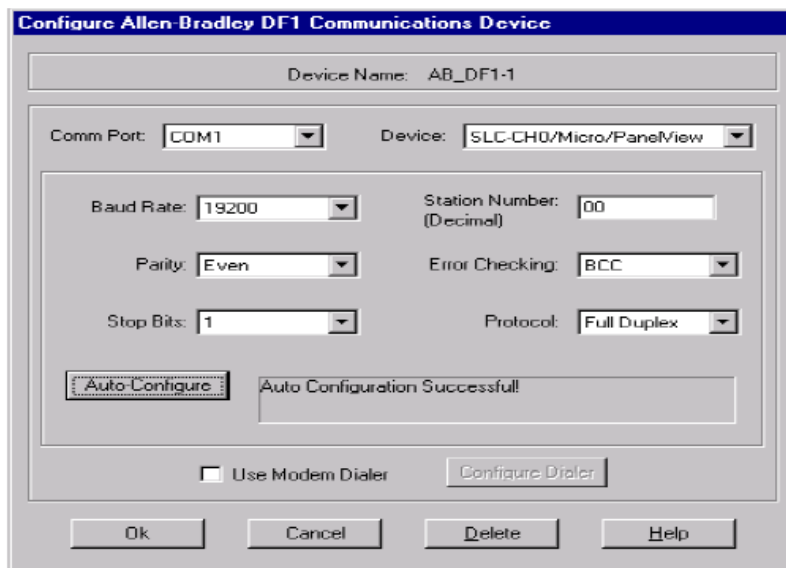 Configure Allen-Bradley DF1 Communications Device
Device Name: AB_DF1-1
Comm Port: COM1 Device: SLC-CH0/Micro/PanelView
Baud Rate: 19200 Station Number: 00
(Decimal)
Parity: Even Error Checking: BCC
Stop Bits: 1 Protocol: Full Duplex
Auto-Configure Auto Configuration Successful!
Use Modem Dialer Configure Dialer
Ok Cancel Delete Help